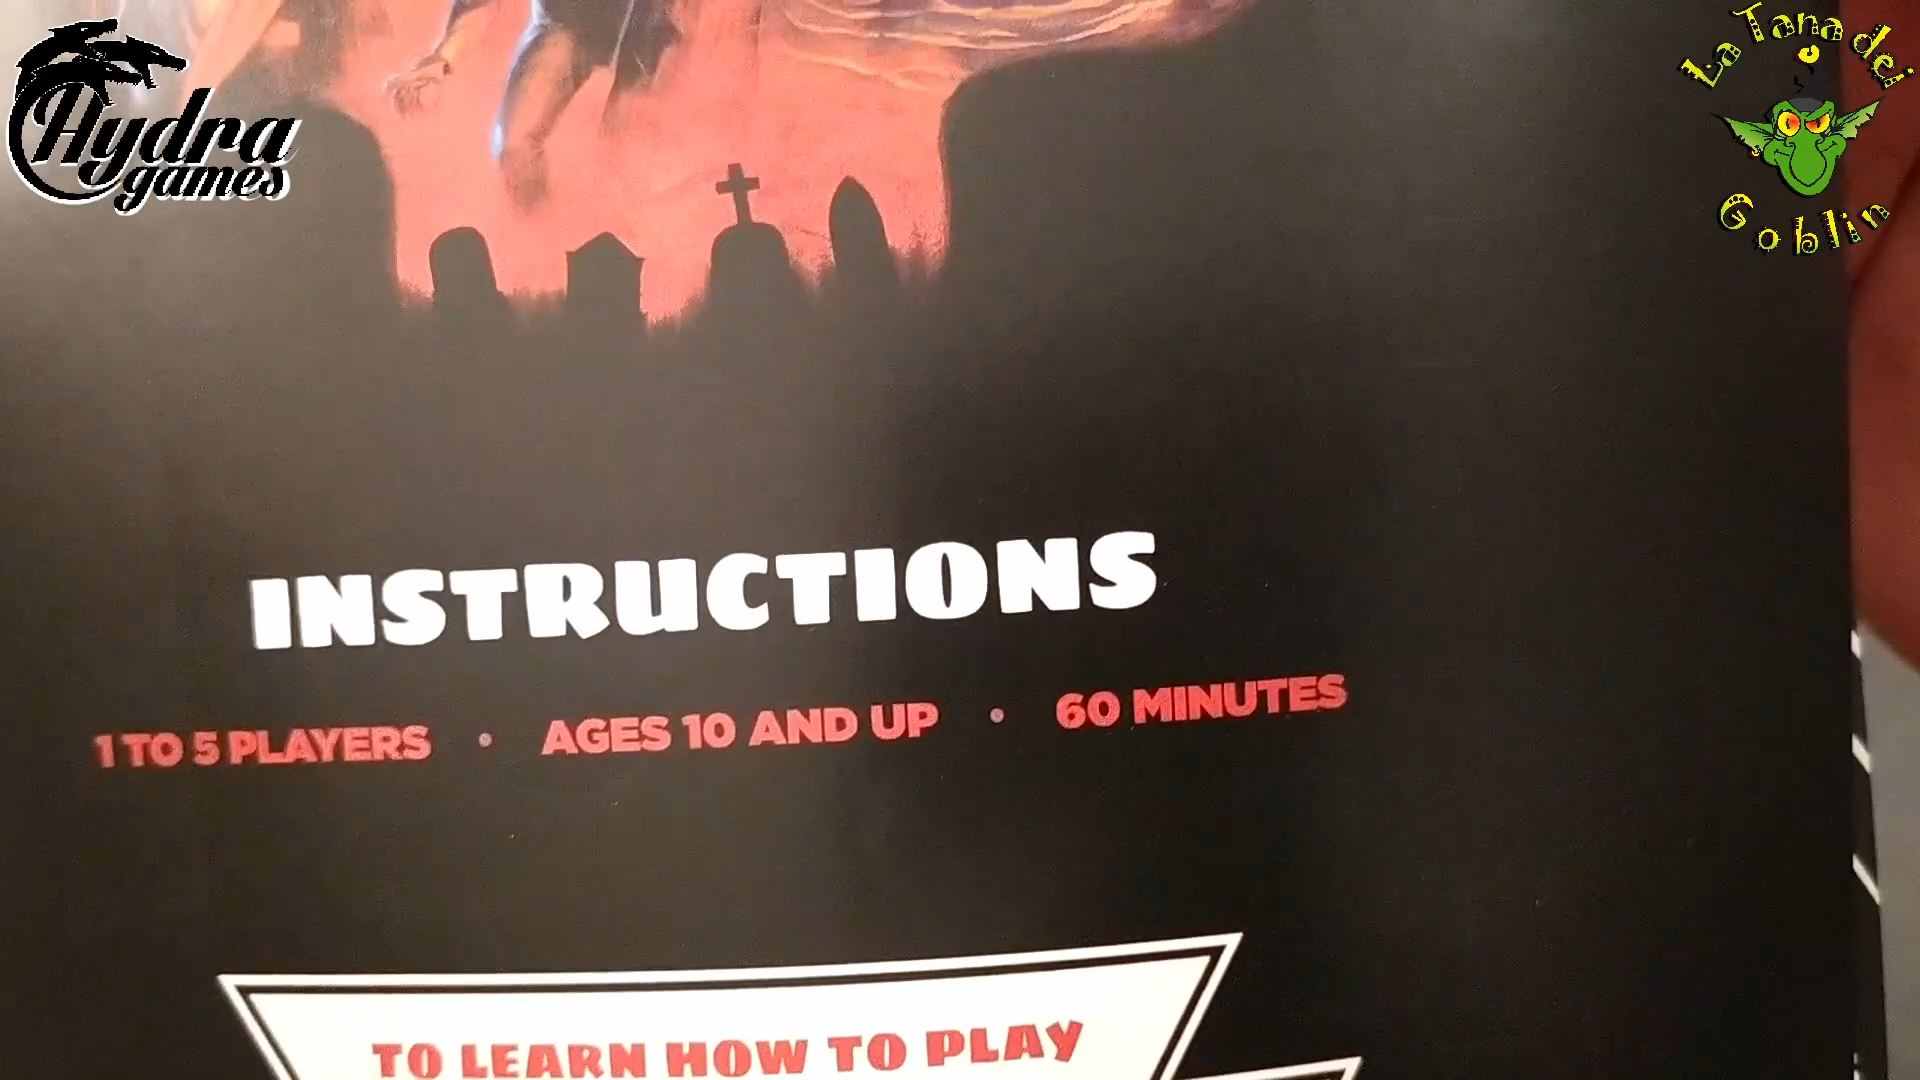 Hydra
games
La Tana dei
Goblin
INSTRUCTIONS
1 TO 5 PLAYERS • AGES 10 AND UP • 60 MINUTES
TO LEARN HOW TO PLAY